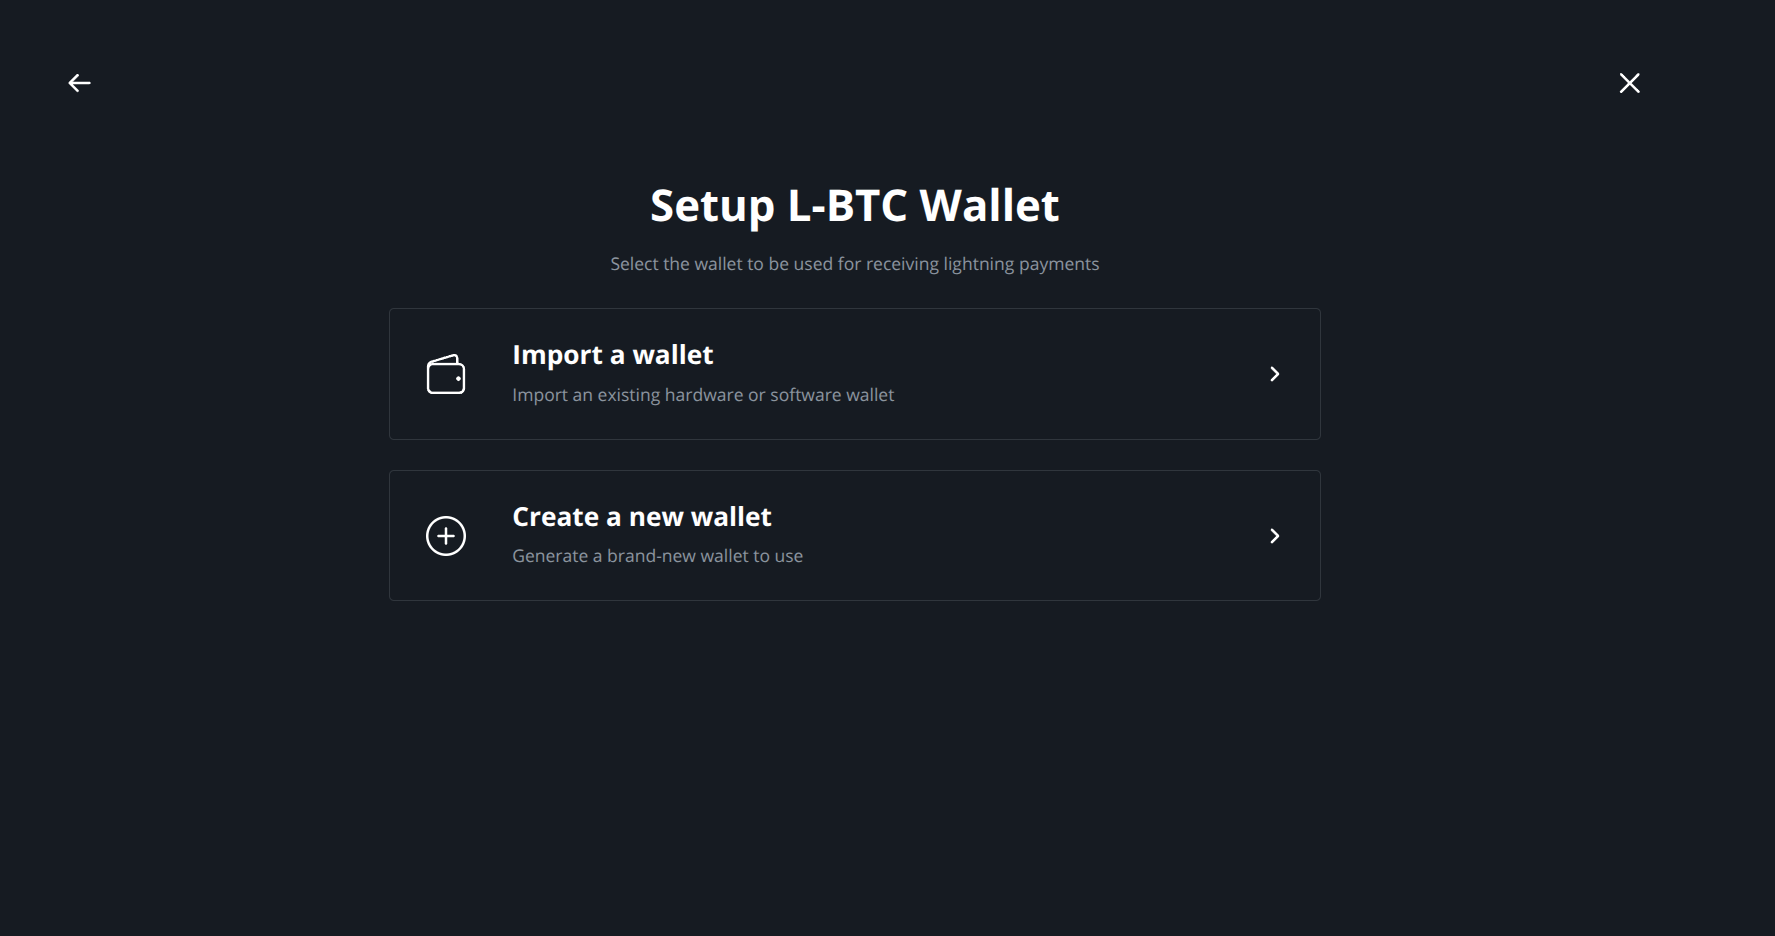 Setup L-BTC Wallet
Select the wallet to be used for receiving lightning payments
Import a wallet
Import an existing hardware or software wallet
Create a new wallet
Generate a brand-new wallet to use